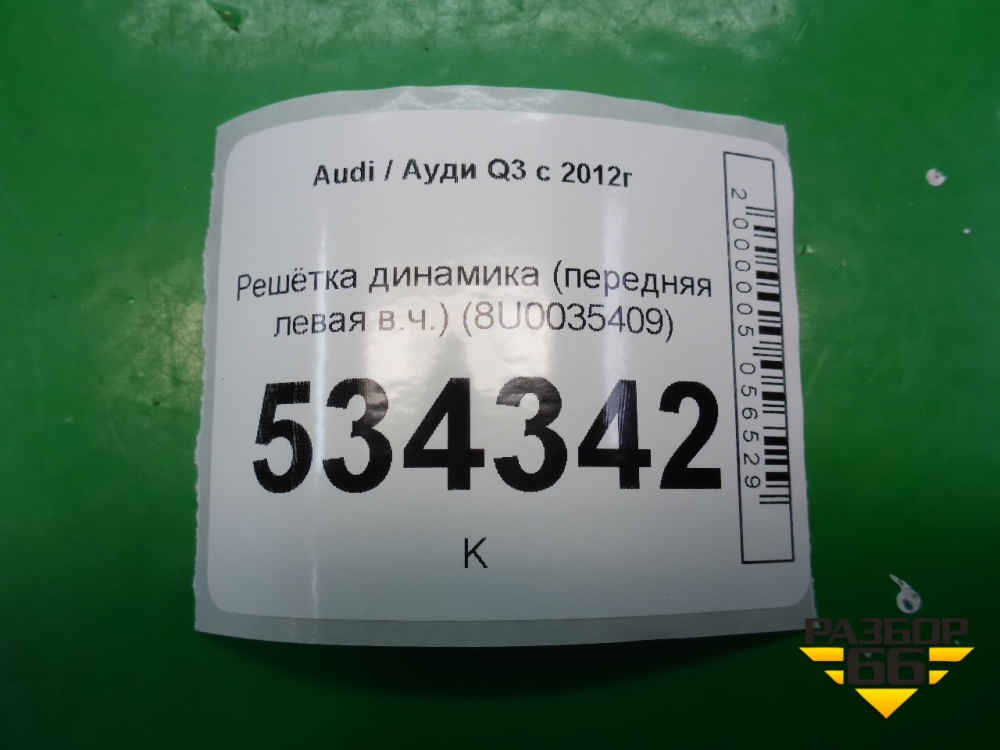 Audi / Ауди Q3 с 2012г
Решётка динамика (передняя
левая в.ч.) (8U0035409)
534342
К
2000005056529
РАЗБОР
66